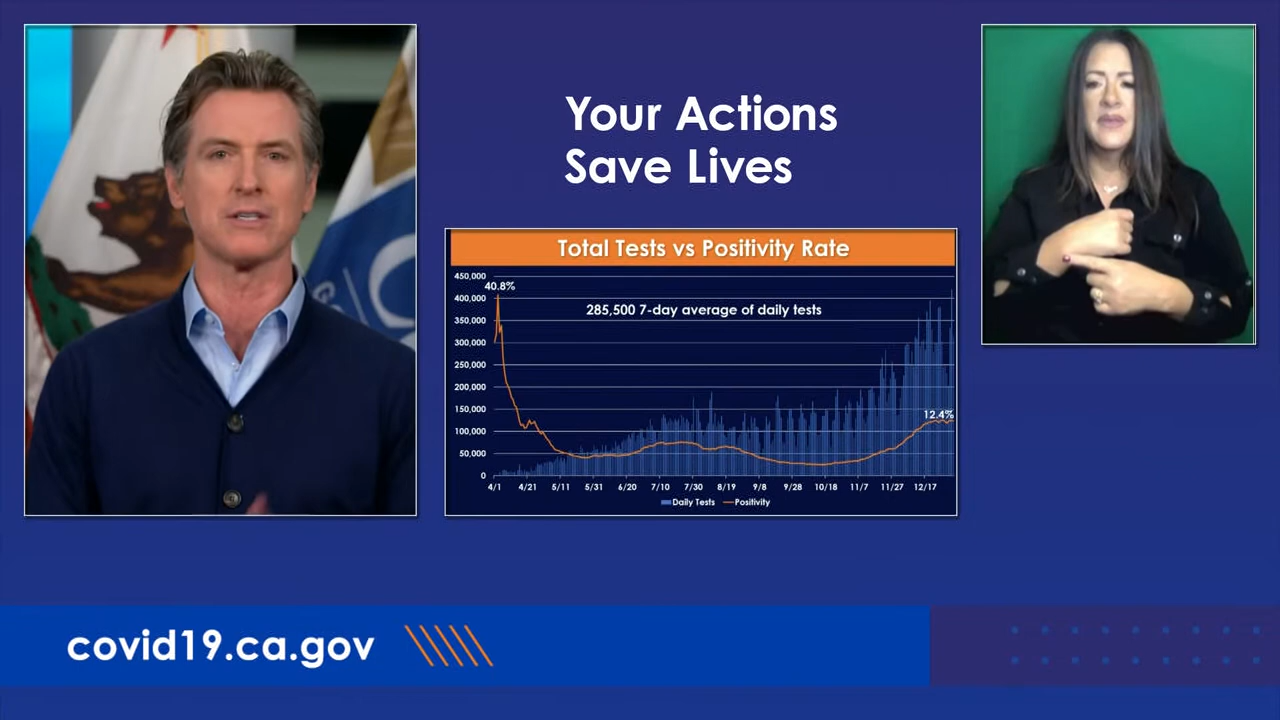 Your Actions
Save Lives
Total Tests vs Positivity Rate
450,000
40.8%
400,000
285,500 7-day average of daily tests
350,000
300,000
250,000
200,000
150,000
12.4%
100,000
50,000
0
4/1 4/21 5/11 5/31 6/20 7/10 7/30 8/19 9/8 9/28 10/18 11/7 11/27 12/17
Daily Tests Positivity
covid19.ca.gov